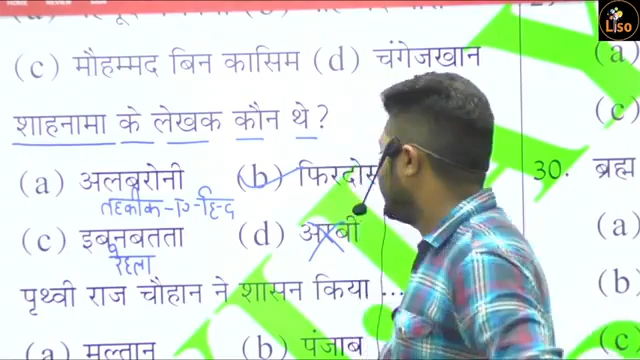 Liso
(c) मौहम्मद बिन कासिम (d) चंगेजखान
शाहनामा के लेखक कौन थे?
(a) अलबरोनी (b) फिरदोस
तहकीक-ए-हिन्द
(c) इबुनबतता (d) अरबी
रेहला
पृथ्वी राज चौहान ने शासन किया ...
(a) मुल्तान (b) पंजाब
(a)
(c)
30. ब्रह्म
(a)
(b)
(c)